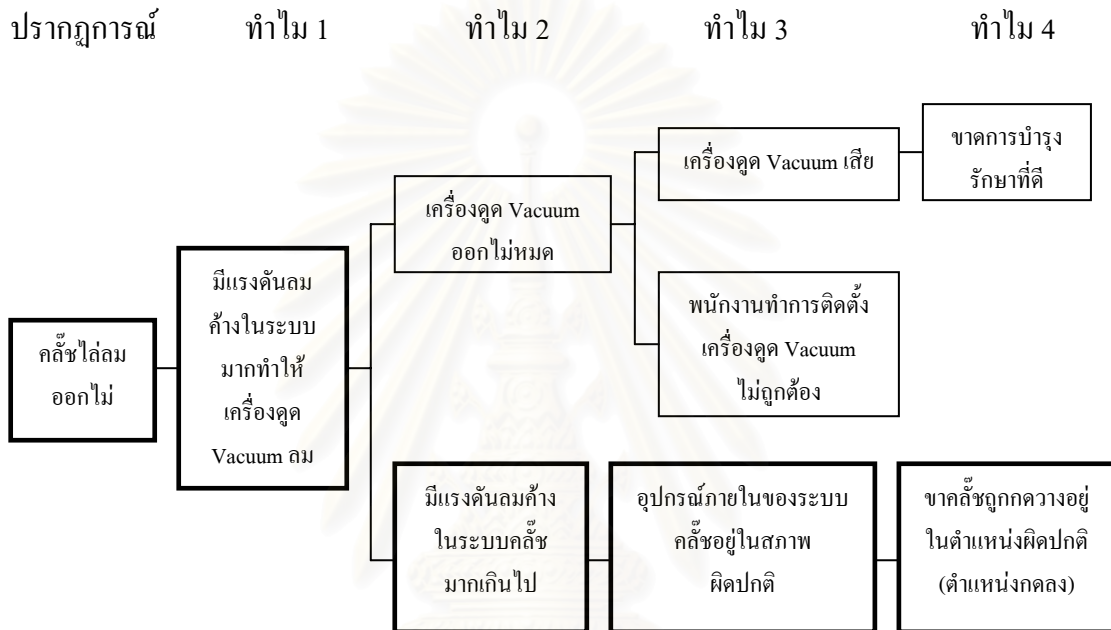 ปรากฏการณ์ ทำไม 1 ทำไม 2 ทำไม 3 ทำไม 4
คลั๊ชไล่ลม
ออกไม่
มีแรงดันลม
ค้างในระบบ
มากทำให้
เครื่องดูด
Vacuum ลม
เครื่องดูด Vacuum
ออกไม่หมด
เครื่องดูด Vacuum เสีย
ขาดการบำรุง
รักษาที่ดี
พนักงานทำการติดตั้ง
เครื่องดูด Vacuum
ไม่ถูกต้อง
มีแรงดันลมค้าง
ในระบบคลั๊ช
มากเกินไป
อุปกรณ์ภายในของระบบ
คลั๊ชอยู่ในสภาพ
ผิดปกติ
ขาคลั๊ชถูกกดวางอยู่
ในตำแหน่งผิดปกติ
(ตำแหน่งกดลง)